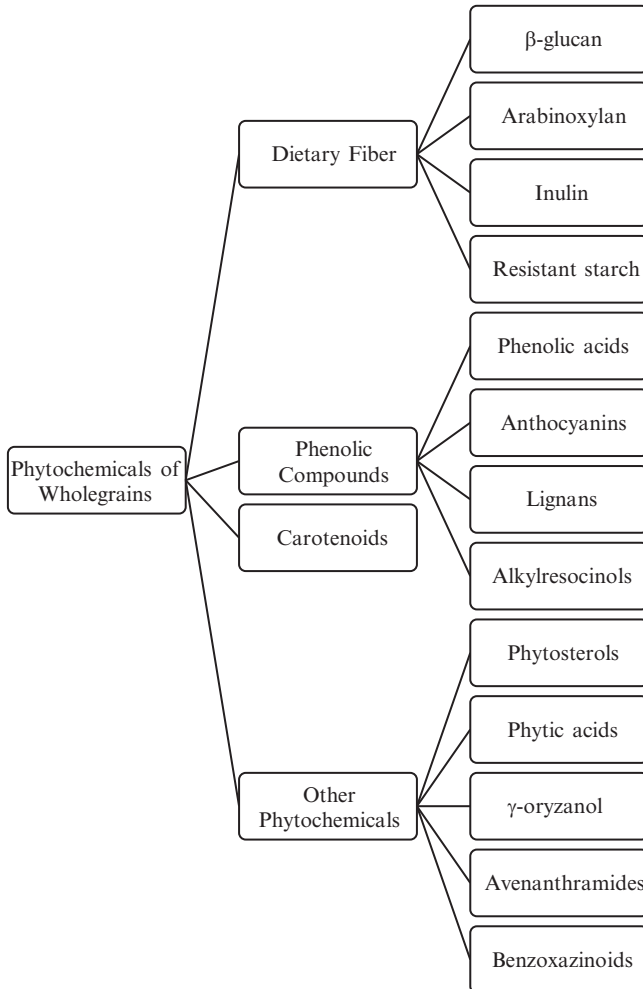 β-glucan
Arabinoxylan
Dietary Fiber
Inulin
Resistant starch
Phenolic acids
Anthocyanins
Phenolic
Compounds
Phytochemicals of
Wholegrains
Lignans
Carotenoids
Alkylresocinols
Phytosterols
Phytic acids
Other
Phytochemicals
γ-oryzanol
Avenanthramides
Benzoxazinoids